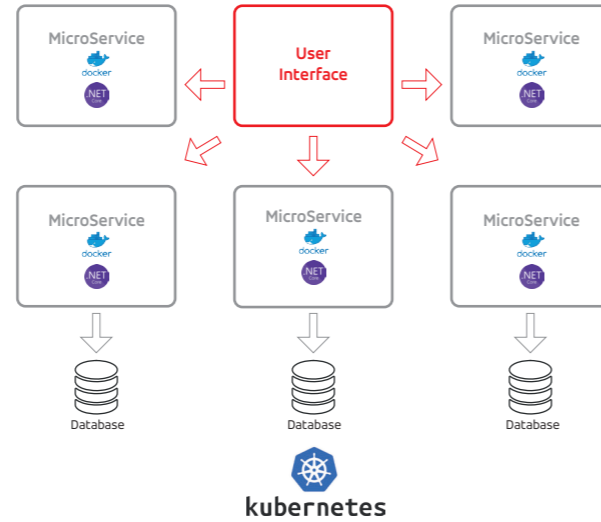 MicroService
docker
.NET
Core
User
Interface
MicroService
docker
.NET
Core
MicroService
docker
.NET
Core
MicroService
docker
.NET
Core
MicroService
docker
.NET
Core
Database
Database
Database
kubernetes